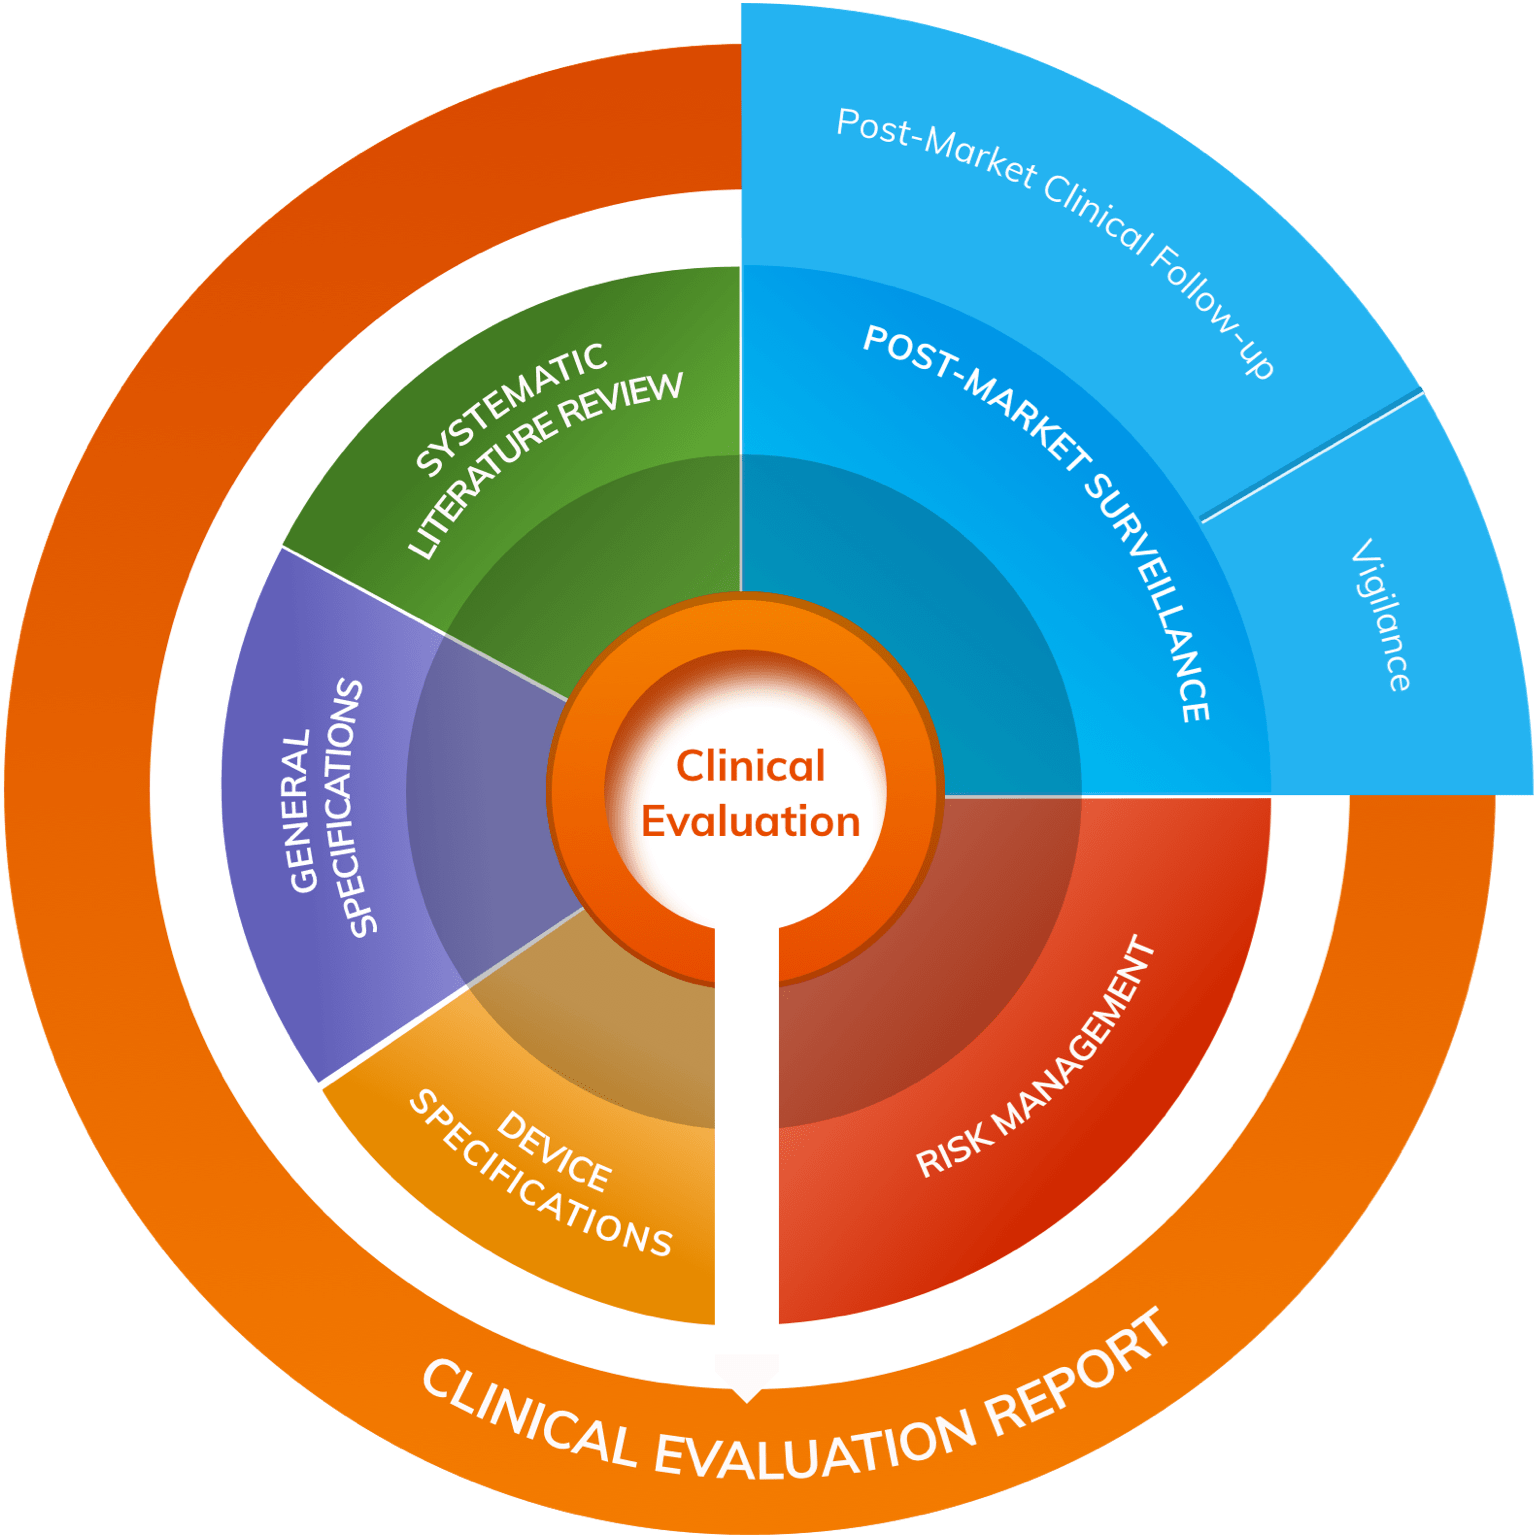 Post-Market Clinical Follow-up
POST-MARKET SURVEILLANCE
Vigilance
SYSTEMATIC
LITERATURE REVIEW
GENERAL
SPECIFICATIONS
Clinical
Evaluation
DEVICE
SPECIFICATIONS
RISK MANAGEMENT
CLINICAL EVALUATION REPORT